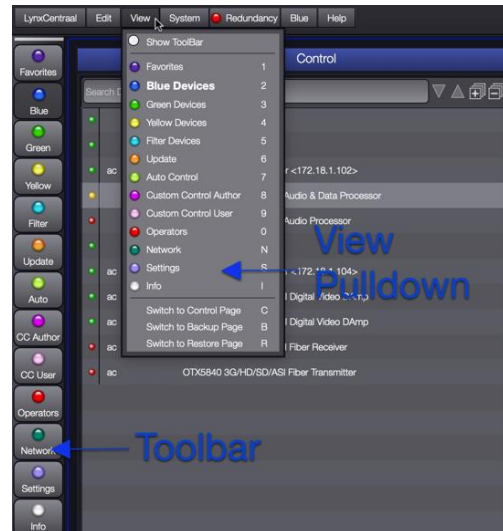 LynxCentraal Edit View System Redundancy Blue Help
Show ToolBar
Favorites 1
Blue Devices 2
Green Devices 3
Yellow Devices 4
Filter Devices 5
Update 6
Auto Control 7
Custom Control Author 8
Custom Control User 9
Operators 0
Network N
Settings S
Info I
Switch to Control Page C
Switch to Backup Page B
Switch to Restore Page R
Favorites
Blue
Green
Yellow
Filter
Update
Auto
CC Author
CC User
Operators
Network
Settings
Info
Control
Search
ac <172.18.1.102>
Audio & Data Processor
Audio Processor
ac <172.18.1.104>
ac Digital Video DAmp
ac Digital Video DAmp
ac Fiber Receiver
ac OTX5840 3G/HD/SD/ASI Fiber Transmitter
View
Pulldown
Toolbar